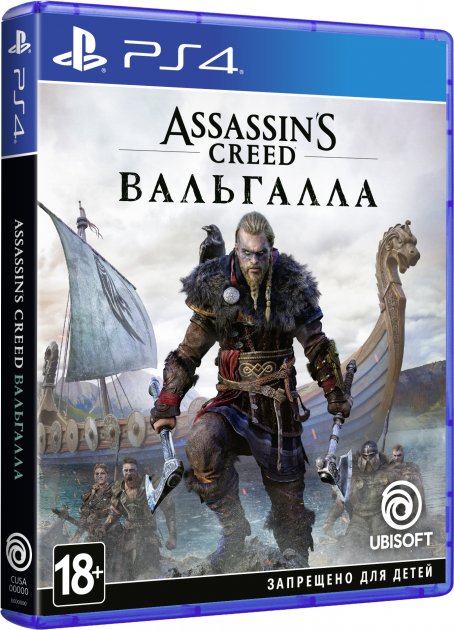 PS4
ASSASSIN'S
CREED
ВАЛЬГАЛЛА
UBISOFT
18+
ЗАПРЕЩЕНО ДЛЯ ДЕТЕЙ
PS4
ASSASSIN'S CREED ВАЛЬГАЛЛА
CUSA
00000